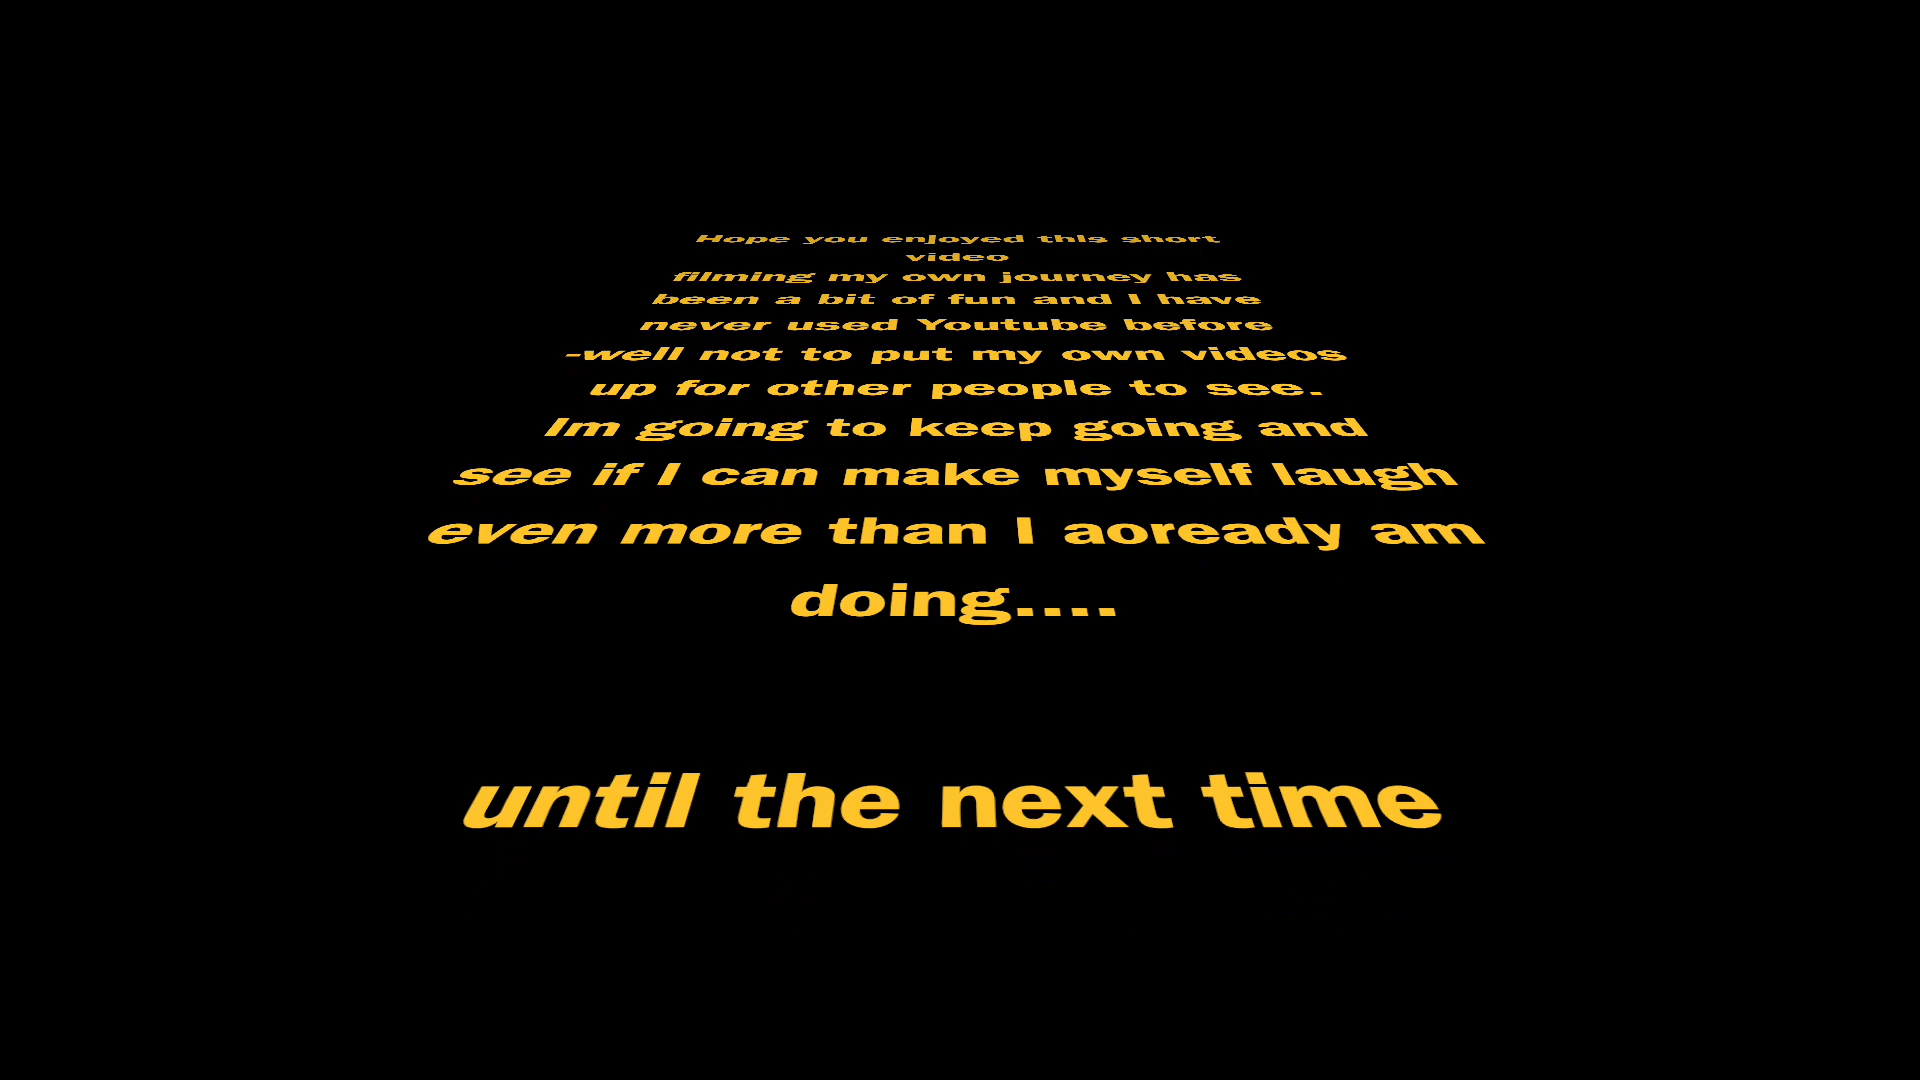 Hope you enjoyed this short
video
filming my own journey has
been a bit of fun and I have
never used Youtube before
-well not to put my own videos
up for other people to see.
Im going to keep going and
see if I can make myself laugh
even more than I aoready am
doing....
until the next time